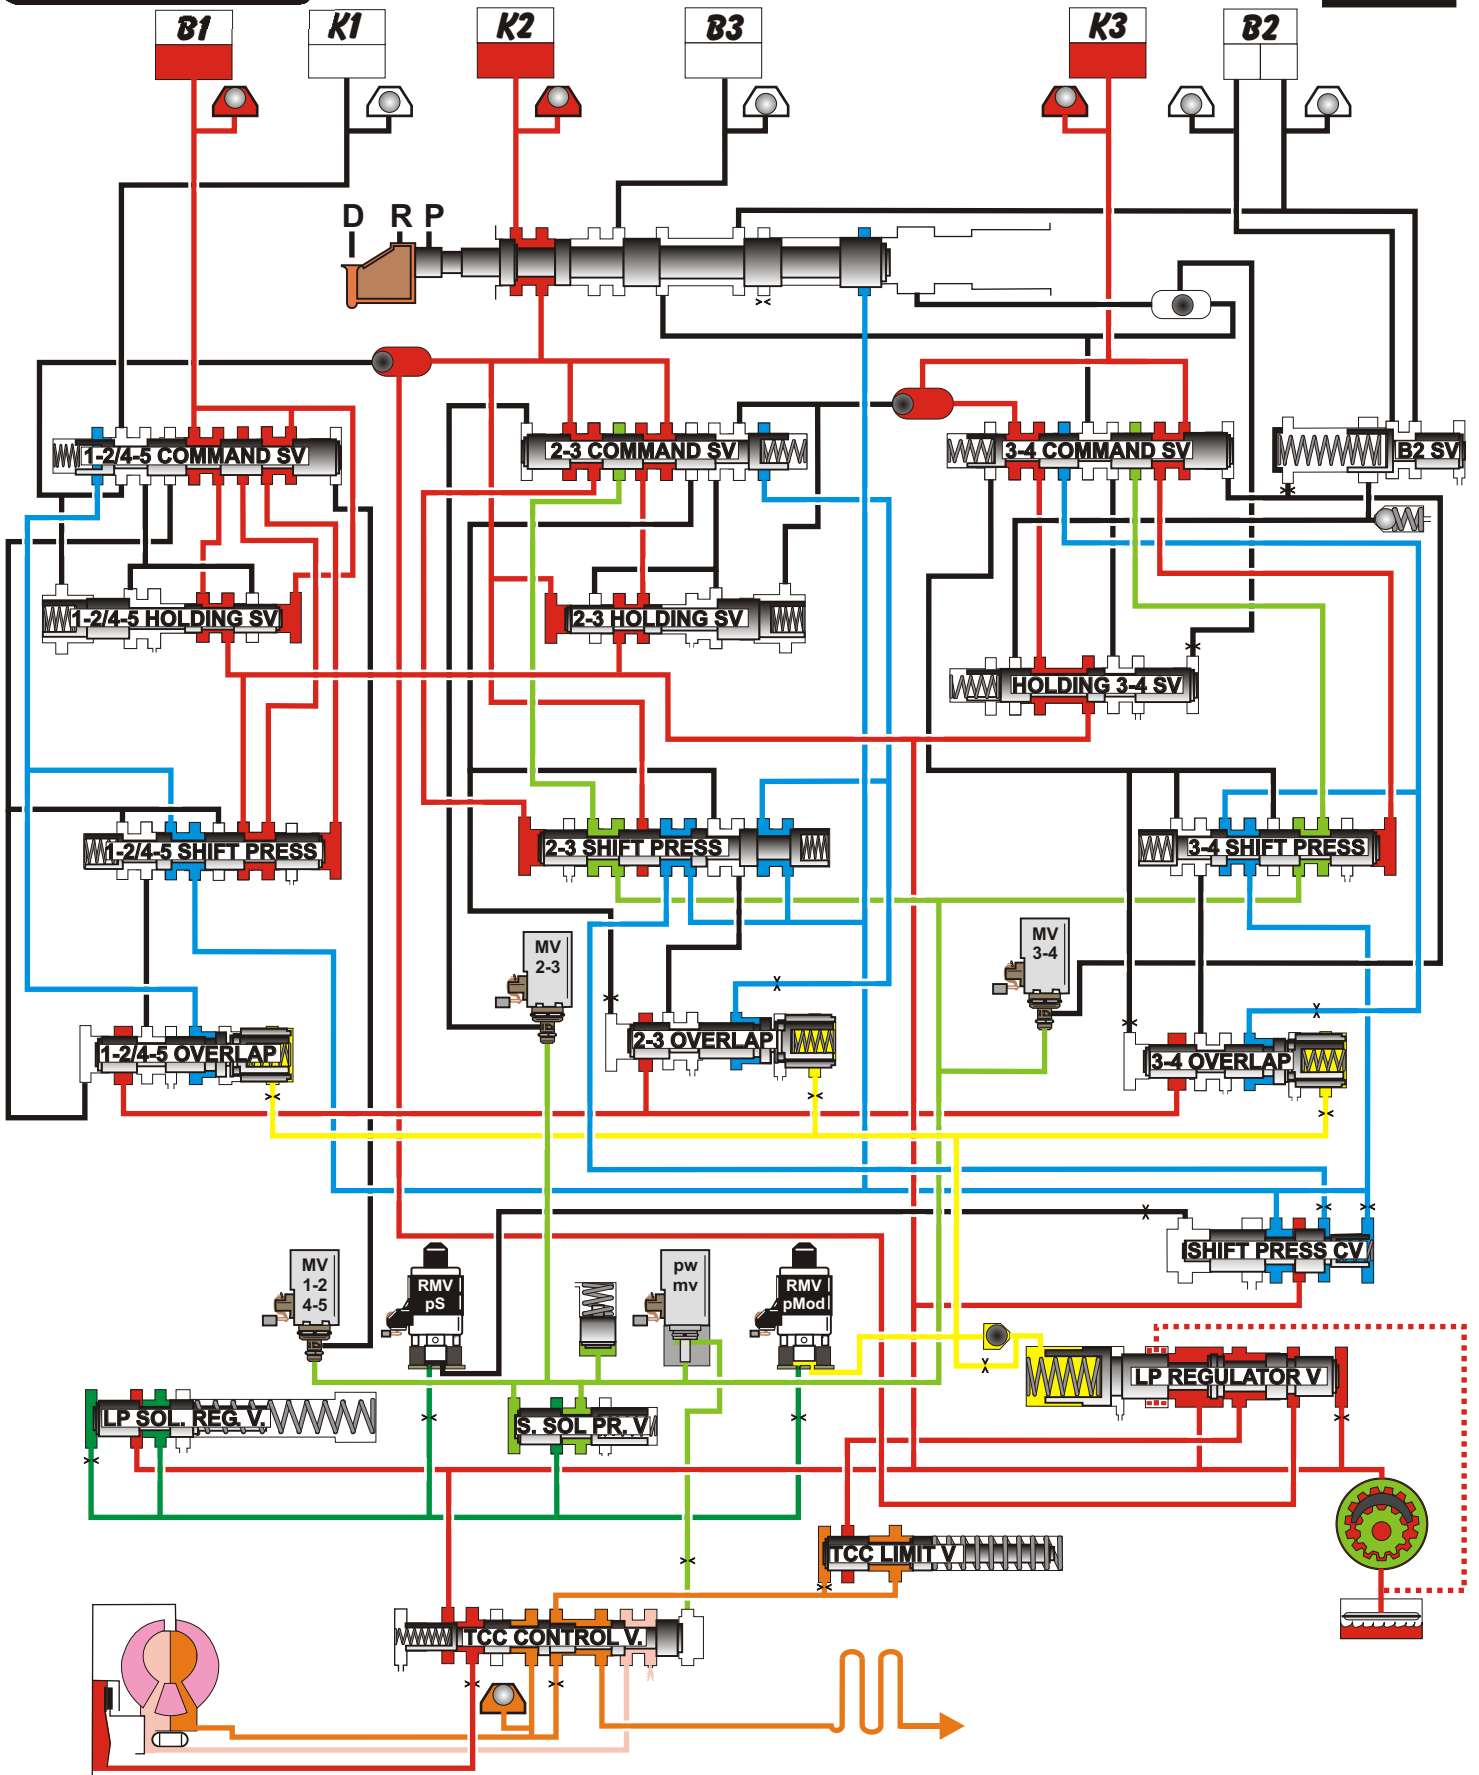 B1
K1
K2
B3
K3
B2
D R P
1-2/4-5 COMMAND SV
2-3 COMMAND SV
3-4 COMMAND SV
B2 SV
1-2/4-5 HOLDING SV
2-3 HOLDING SV
HOLDING 3-4 SV
1-2/4-5 SHIFT PRESS
2-3 SHIFT PRESS
3-4 SHIFT PRESS
MV
2-3
MV
3-4
1-2/4-5 OVERLAP
2-3 OVERLAP
3-4 OVERLAP
SHIFT PRESS CV
MV
1-2
4-5
RMV
pS
pw
mv
RMV
pMod
LP REGULATOR V
LP SOL. REG. V.
S. SOL PR. V
TCC LIMIT V
TCC CONTROL V.